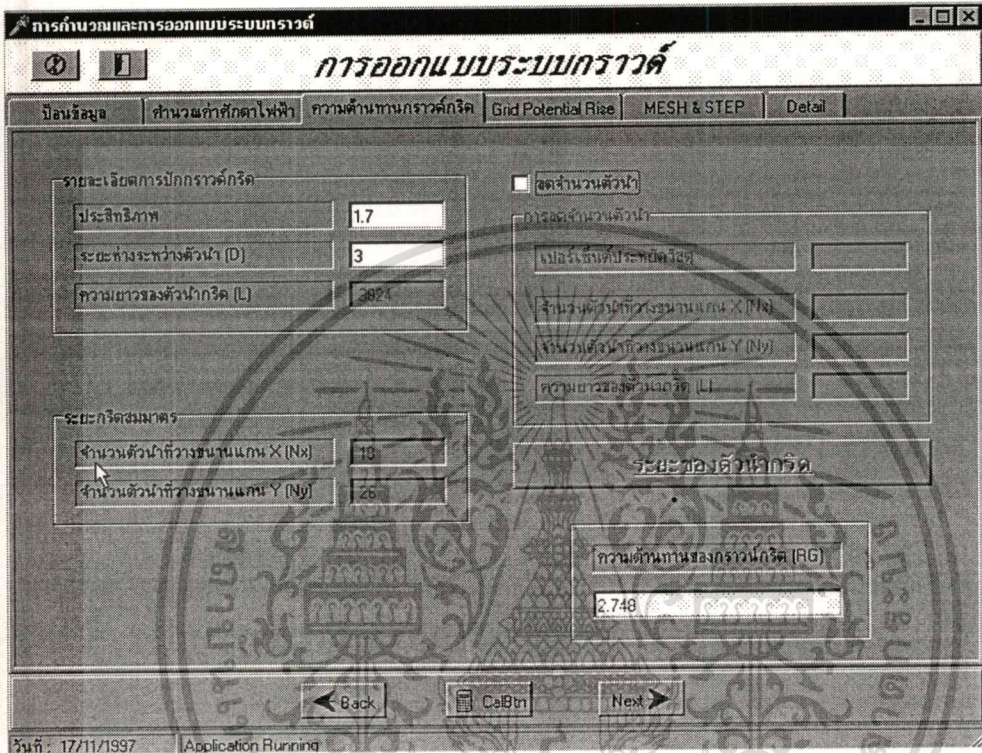 การคำนวณและการออกแบบระบบกราวด์
การออกแบบระบบกราวด์
ป้อนข้อมูล คำนวณค่าศักดาไฟฟ้า ความต้านทานกราวด์กริด Grid Potential Rise MESH & STEP Detail
รายละเอียดการปักกราวด์กริด
ประสิทธิภาพ 1.7
ระยะห่างระหว่างตัวนำ (D) 3
ความยาวของตัวนำกริด (L) 3924
ลดจำนวนตัวนำ
การลดจำนวนตัวนำ
เปอร์เซ็นต์ประหยัดวัสดุ
จำนวนตัวนำที่วางขนานแกน X (Nx)
จำนวนตัวนำที่วางขนานแกน Y (Ny)
ความยาวของตัวนำกริด (L)
ระยะกริดสมมาตร
จำนวนตัวนำที่วางขนานแกน X (Nx)
จำนวนตัวนำที่วางขนานแกน Y (Ny) 26
ระยะของตัวนำกริด
ความต้านทานของกราวน์กริด (RG)
2.748
Back CalBtn Next
วันที่ : 17/11/1997 Application Running